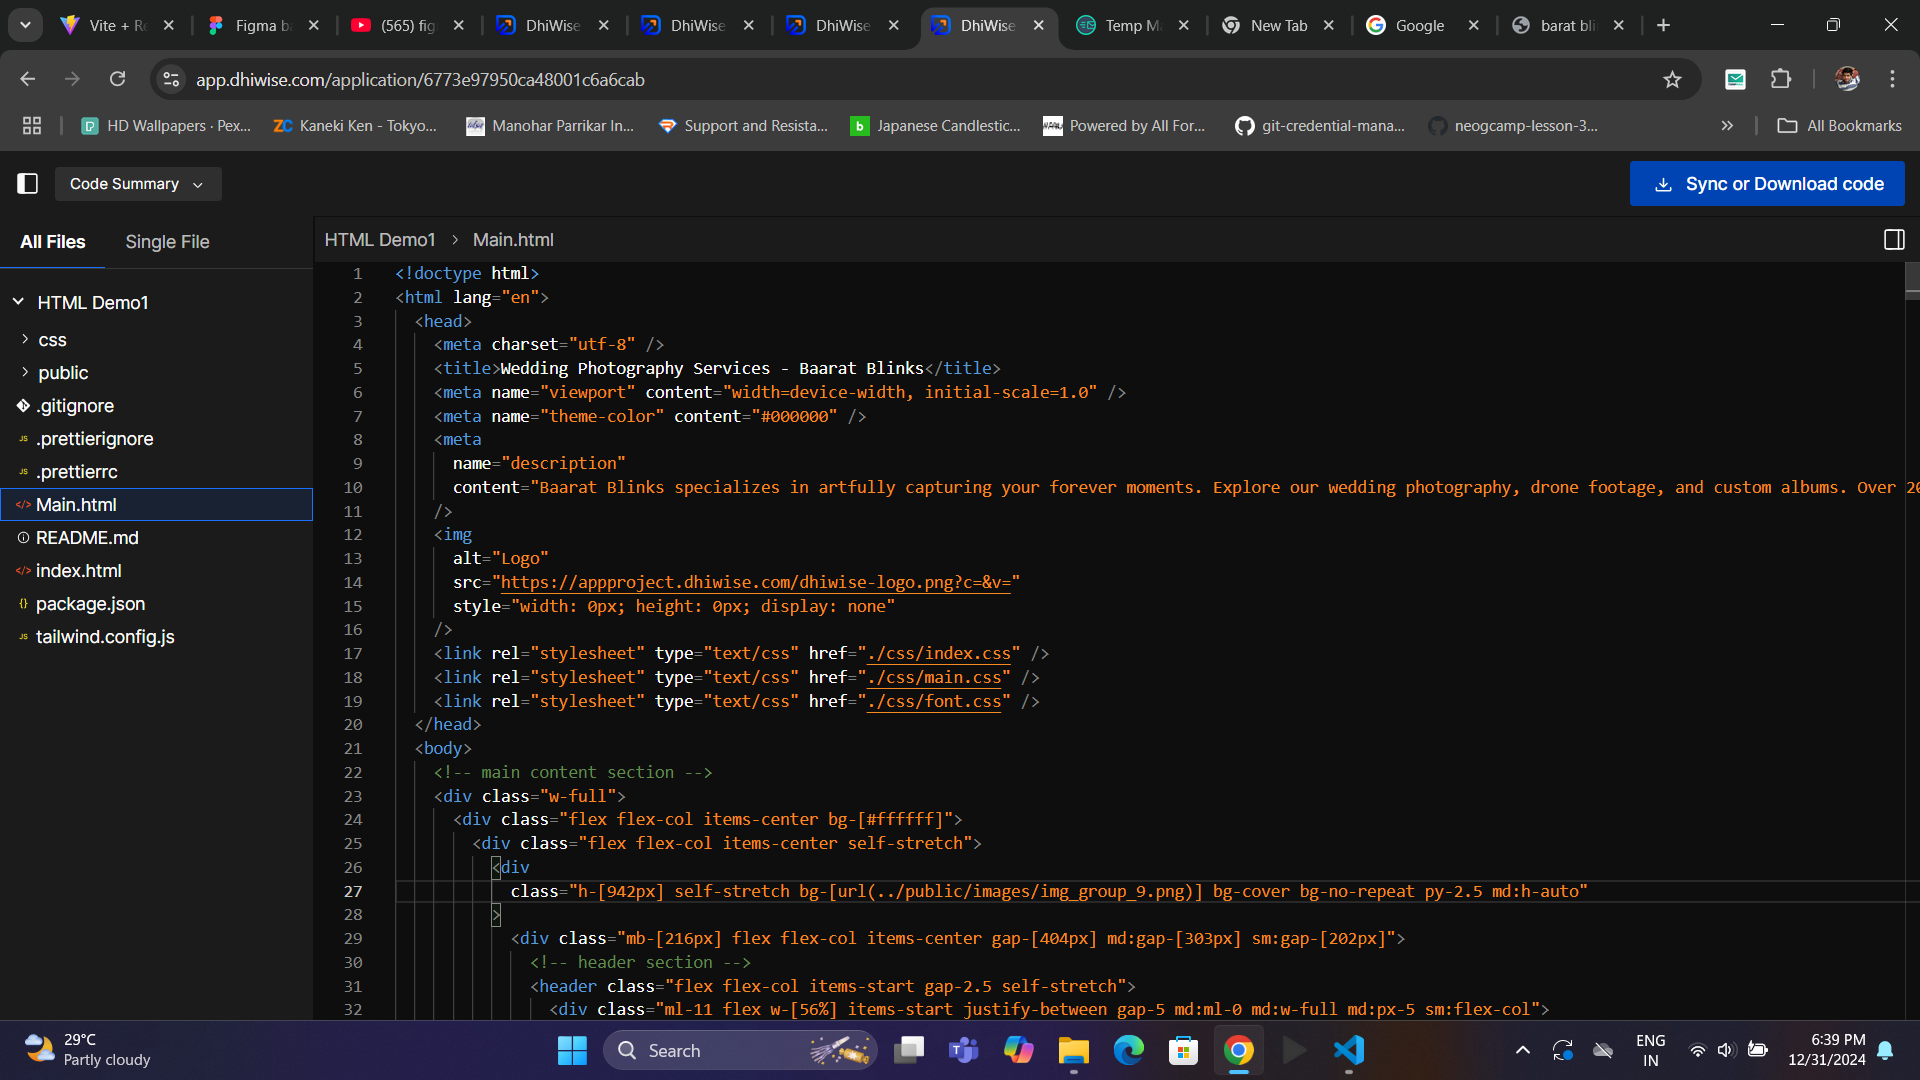 Vite + Re
Figma ba
(565) fig
DhiWise
DhiWise
DhiWise
DhiWise
Temp Ma
New Tab
Google
barat bli
app.dhiwise.com/application/6773e97950ca48001c6a6cab
HD Wallpapers · Pex...
Kaneki Ken - Tokyo...
Manohar Parrikar In...
Support and Resista...
Japanese Candlestic...
Powered by All For...
git-credential-mana...
neogcamp-lesson-3...
All Bookmarks
Code Summary
Sync or Download code
All Files
Single File
HTML Demo1 > Main.html
HTML Demo1
css
public
.gitignore
.prettierignore
.prettierrc
Main.html
README.md
index.html
package.json
tailwind.config.js
1 <!doctype html>
2 <html lang="en">
3 <head>
4 <meta charset="utf-8" />
5 <title>Wedding Photography Services - Baarat Blinks</title>
6 <meta name="viewport" content="width=device-width, initial-scale=1.0" />
7 <meta name="theme-color" content="#000000" />
8 <meta
9 name="description"
10 content="Baarat Blinks specializes in artfully capturing your forever moments. Explore our wedding photography, drone footage, and custom albums. Over 20
11 />
12 <img
13 alt="Logo"
14 src="https://appproject.dhiwise.com/dhiwise-logo.png?c=&v="
15 style="width: 0px; height: 0px; display: none"
16 />
17 <link rel="stylesheet" type="text/css" href="./css/index.css" />
18 <link rel="stylesheet" type="text/css" href="./css/main.css" />
19 <link rel="stylesheet" type="text/css" href="./css/font.css" />
20 </head>
21 <body>
22 <!-- main content section -->
23 <div class="w-full">
24 <div class="flex flex-col items-center bg-[#ffffff]">
25 <div class="flex flex-col items-center self-stretch">
26 <div
27 class="h-[942px] self-stretch bg-[url(../public/images/img_group_9.png)] bg-cover bg-no-repeat py-2.5 md:h-auto"
28 >
29 <div class="mb-[216px] flex flex-col items-center gap-[404px] md:gap-[303px] sm:gap-[202px]">
30 <!-- header section -->
31 <header class="flex flex-col items-start gap-2.5 self-stretch">
32 <div class="ml-11 flex w-[56%] items-start justify-between gap-5 md:ml-0 md:w-full md:px-5 sm:flex-col">
29°C
Partly cloudy
Search
ENG
IN
6:39 PM
12/31/2024